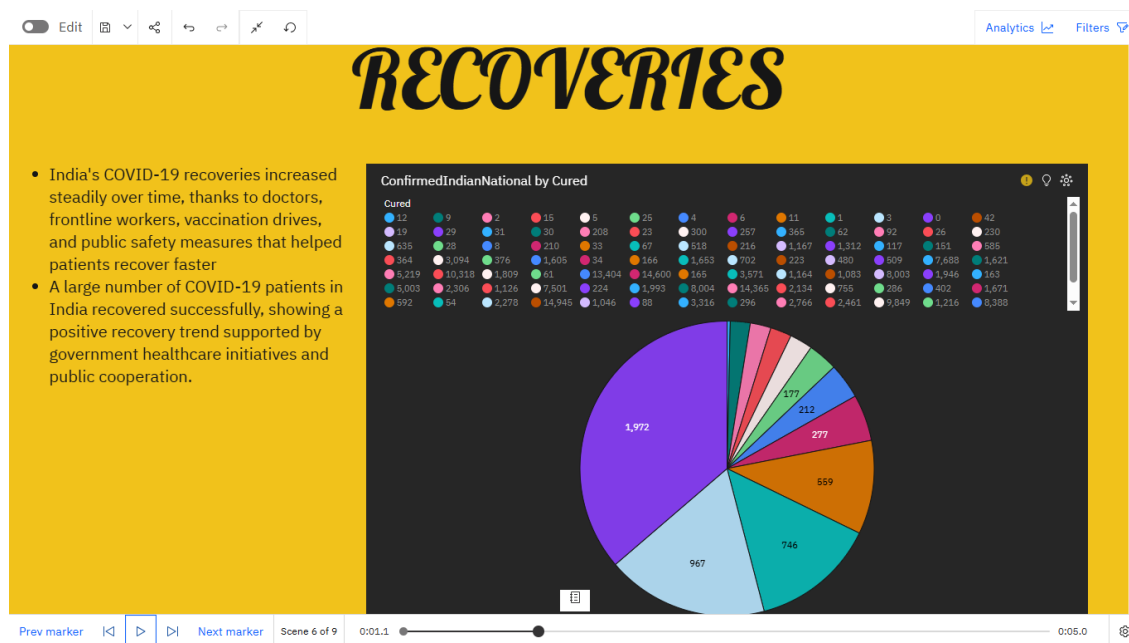 Edit
Analytics
Filters
RECOVERIES
• India's COVID-19 recoveries increased
steadily over time, thanks to doctors,
frontline workers, vaccination drives,
and public safety measures that helped
patients recover faster
• A large number of COVID-19 patients in
India recovered successfully, showing a
positive recovery trend supported by
government healthcare initiatives and
public cooperation.
ConfirmedIndianNational by Cured
Cured
12 9 2 15 5 25 4 6 11 1 3 0 42
19 29 31 30 208 23 300 257 365 62 92 26 230
635 28 8 210 33 67 518 216 1,167 1,312 117 151 585
364 3,094 376 1,605 34 166 1,653 702 223 480 509 7,688 1,621
5,219 10,318 1,809 61 13,404 14,600 165 3,571 1,164 1,083 8,003 1,946 163
5,003 2,306 1,126 7,501 224 1,993 8,004 14,365 2,134 755 286 402 1,671
592 54 2,278 14,945 1,046 88 3,316 296 2,766 2,461 9,849 1,216 8,388
177
212
1,972
277
559
746
967
Prev marker
Next marker
Scene 6 of 9
0:01.1
0:05.0